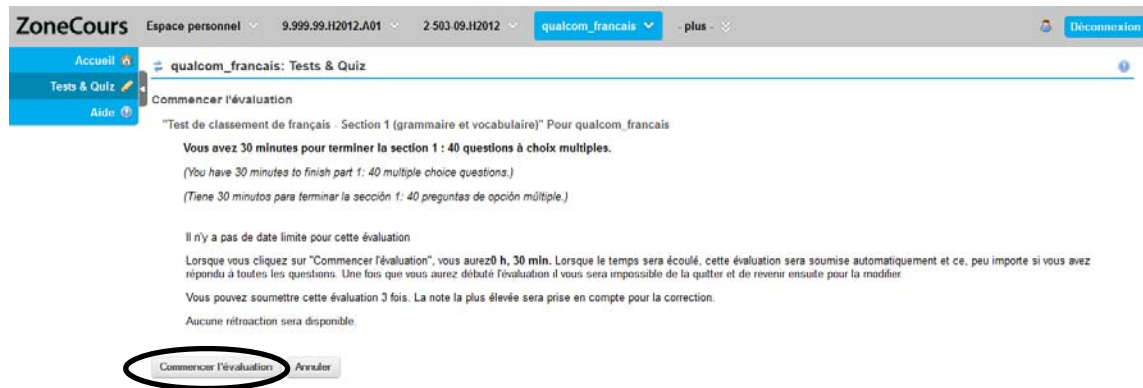 ZoneCours Espace personnel 9.999.99.H2012.A01 2-503-09.H2012 qualcom_francais - plus - Déconnexion
Accueil
qualcom_francais: Tests & Quiz
Tests & Quiz
Commencer l'évaluation
Aide
"Test de classement de français - Section 1 (grammaire et vocabulaire)" Pour qualcom_francais
Vous avez 30 minutes pour terminer la section 1 : 40 questions à choix multiples.
(You have 30 minutes to finish part 1: 40 multiple choice questions.)
(Tiene 30 minutos para terminar la sección 1: 40 preguntas de opción múltiple.)
Il n'y a pas de date limite pour cette évaluation
Lorsque vous cliquez sur "Commencer l'évaluation", vous aurez0 h, 30 min. Lorsque le temps sera écoulé, cette évaluation sera soumise automatiquement et ce, peu importe si vous avez
répondu à toutes les questions. Une fois que vous aurez débuté l'évaluation il vous sera impossible de la quitter et de revenir ensuite pour la modifier.
Vous pouvez soumettre cette évaluation 3 fois. La note la plus élevée sera prise en compte pour la correction.
Aucune rétroaction sera disponible.
Commencer l'évaluation Annuler